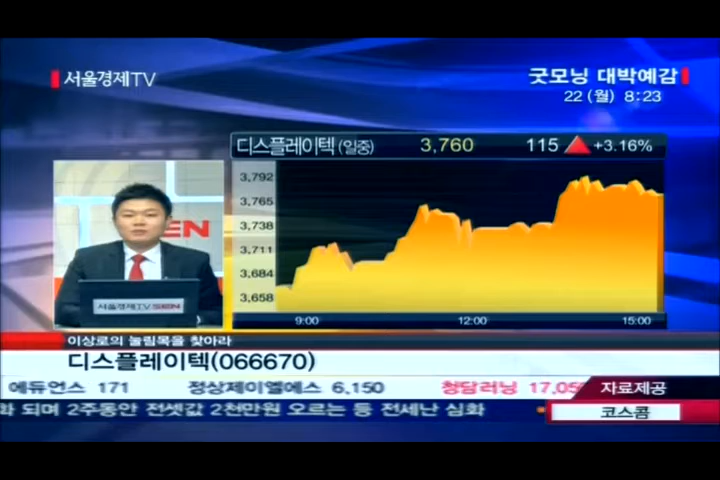 서울경제TV
굿모닝 대박예감
22 (월) 8:23
디스플레이텍 (일중) 3,760 115 ▲ +3.16%
3,792
3,765
3,738
3,711
3,684
3,658
9:00 12:00 15:00
EN
서울경제TV SEN
이상로의 눌림목을 찾아라
디스플레이텍(066670)
에듀언스 171 정상제이엘에스 6,150 청담러닝 17,05
자료제공
화 되며 2주동안 전셋값 2천만원 오르는 등 전세난 심화
코스콤